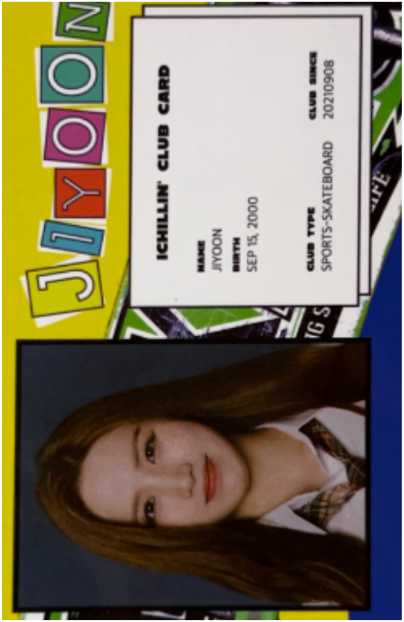 JIYOON
ICHILLIN' CLUB CARD
NAME
JIYOON
BIRTH
SEP 15, 2000
CLUB TYPE
SPORTS-SKATEBOARD
CLUB SINCE
20210908